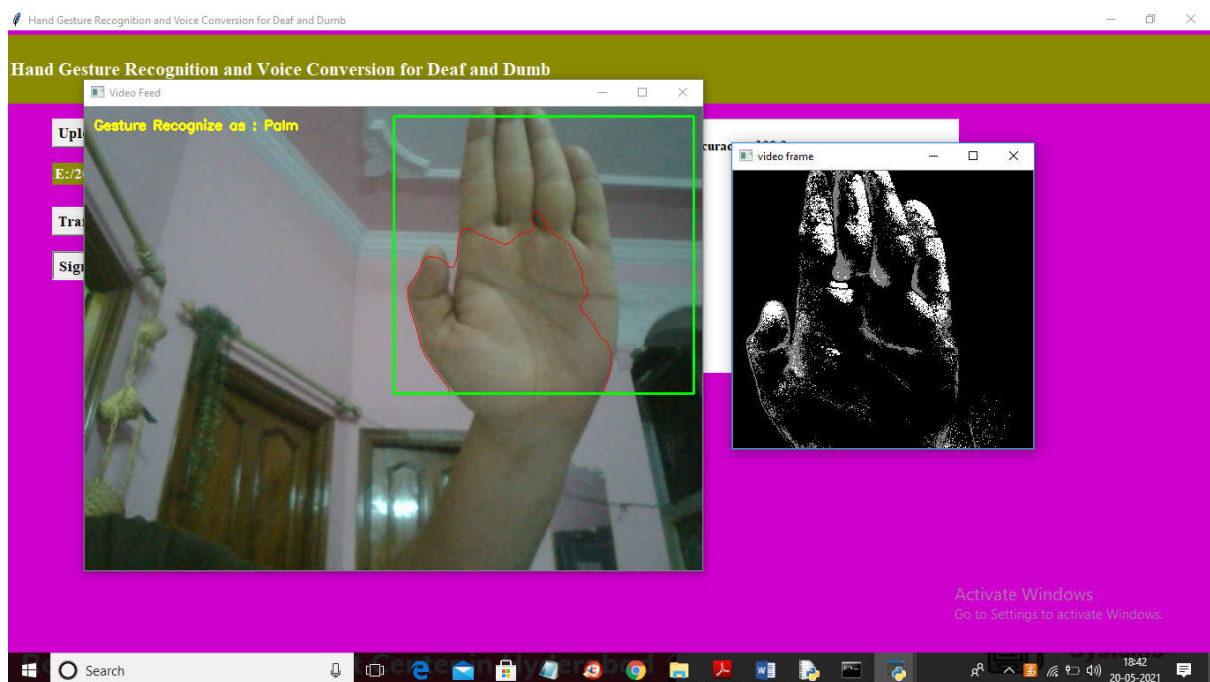 Hand Gesture Recognition and Voice Conversion for Deaf and Dumb
Hand Gesture Recognition and Voice Conversion for Deaf and Dumb
Video Feed
Gesture Recognize as : Palm
video frame
E:/2
Activate Windows
Go to Settings to activate Windows.
Search
18:42
20-05-2021